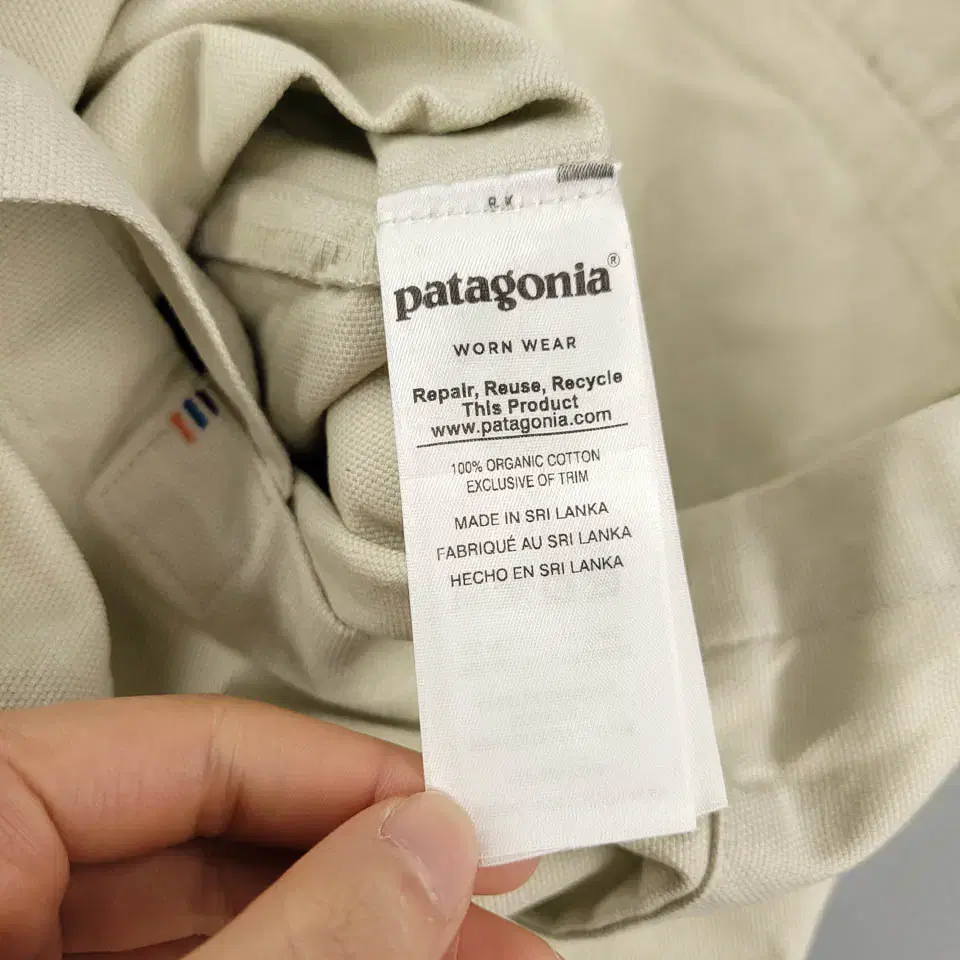 R K
patagonia®
WORN WEAR
Repair, Reuse, Recycle
This Product
www.patagonia.com
100% ORGANIC COTTON
EXCLUSIVE OF TRIM
MADE IN SRI LANKA
FABRIQUÉ AU SRI LANKA
HECHO EN SRI LANKA